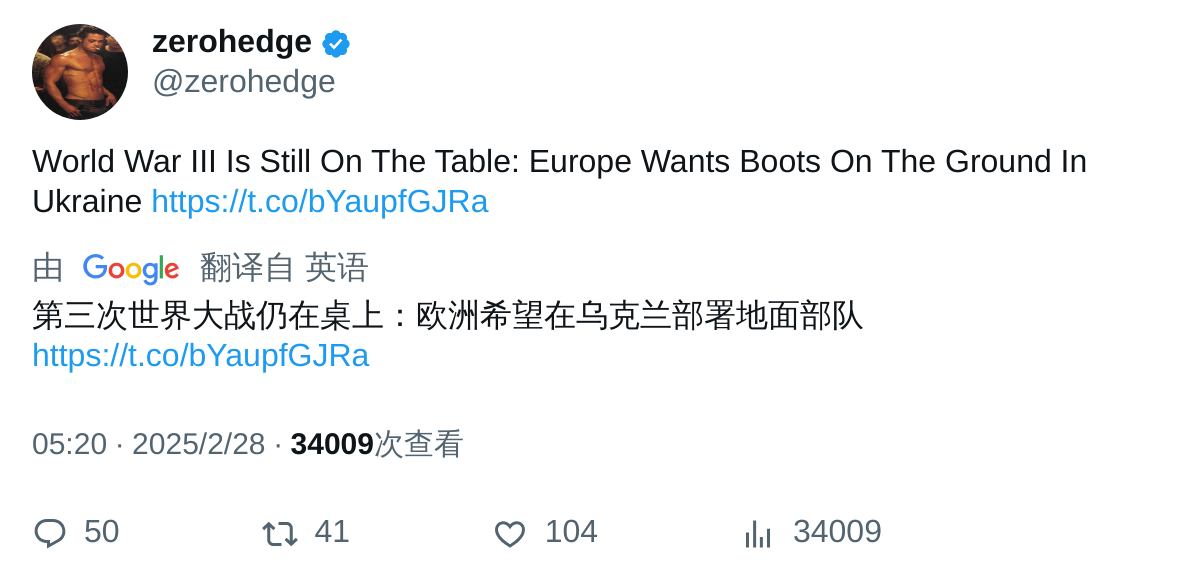 zerohedge
@zerohedge
World War III Is Still On The Table: Europe Wants Boots On The Ground In
Ukraine https://t.co/bYaupfGJRa
由 Google 翻译自 英语
第三次世界大战仍在桌上：欧洲希望在乌克兰部署地面部队
https://t.co/bYaupfGJRa
05:20 · 2025/2/28 · 34009次查看
50 41 104 34009